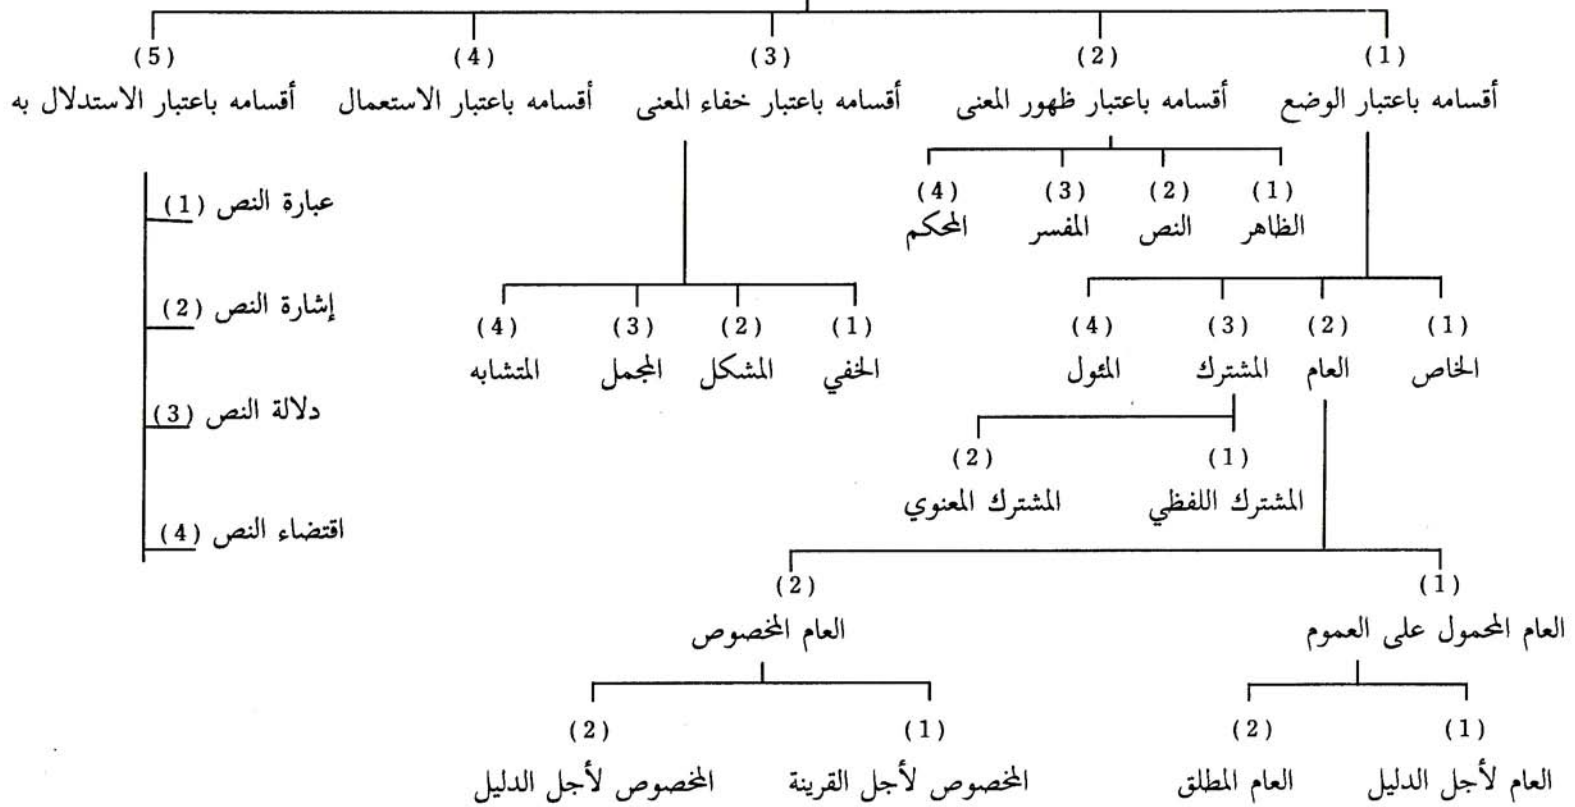 (1) (2) (3) (4) (5)
أقسامه باعتبار الوضع أقسامه باعتبار ظهور المعنى أقسامه باعتبار خفاء المعنى أقسامه باعتبار الاستعمال أقسامه باعتبار الاستدلال به
(1) (2) (3) (4)
الظاهر النص المفسر المحكم
عبارة النص (1)
إشارة النص (2)
دلالة النص (3)
اقتضاء النص (4)
(1) (2) (3) (4)
الخاص العام المشترك المئول
(1) (2) (3) (4)
الخفي المشكل المجمل المتشابه
(1) (2)
المشترك اللفظي المشترك المعنوي
(1) (2)
العام المحمول على العموم العام المخصوص
(1) (2) (1) (2)
العام لأجل الدليل العام المطلق المخصوص لأجل القرينة المخصوص لأجل الدليل